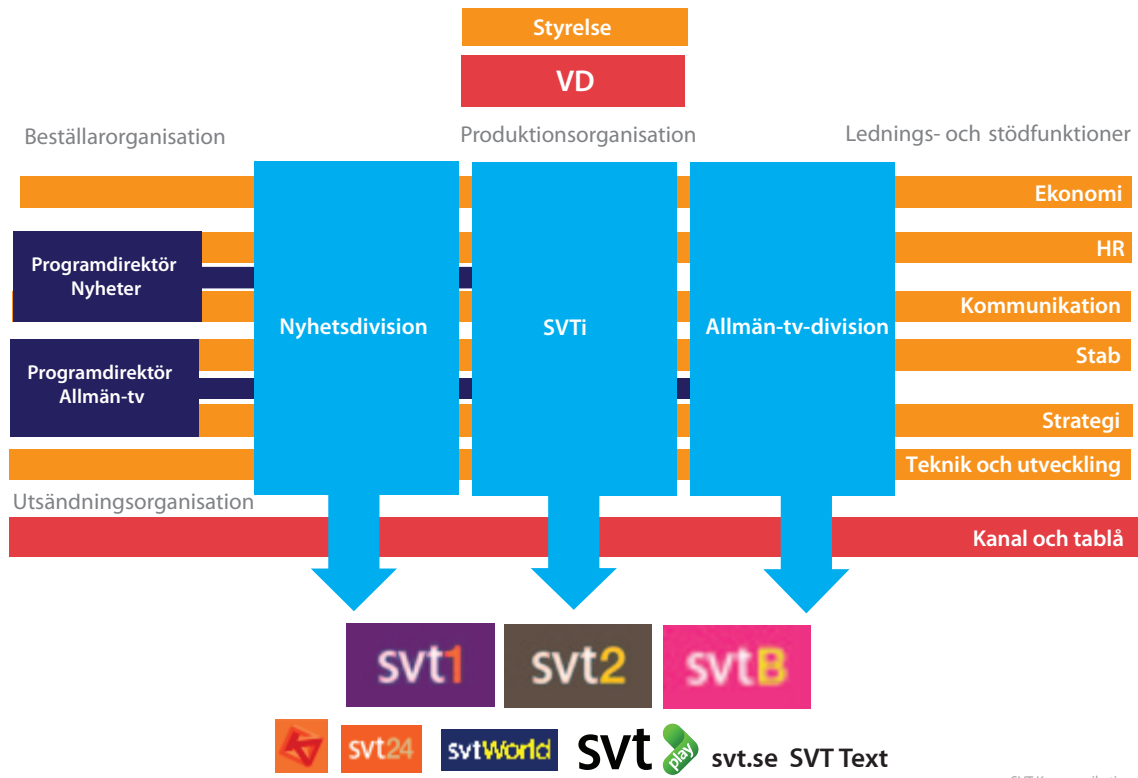 Styrelse
VD
Beställarorganisation
Produktionsorganisation
Lednings- och stödfunktioner
Ekonomi
HR
Programdirektör
Nyheter
Kommunikation
Nyhetsdivision
SVTi
Allmän-tv-division
Stab
Programdirektör
Allmän-tv
Strategi
Teknik och utveckling
Utsändningsorganisation
Kanal och tablå
svt1
svt2
svtB
svt24
svtWorld
svt play
svt.se SVT Text